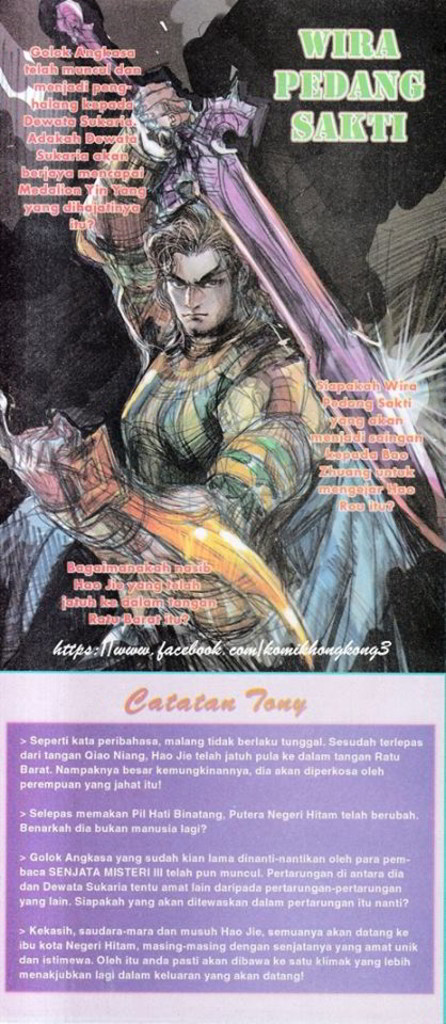 WIRA
PEDANG
SAKTI
Golok Angkasa
telah muncul dan
menjadi peng-
halang kepada
Dewata Sukaria.
Adakah Dewata
Sukaria akan
berjaya mencapai
Medalion Yin Yang
yang dihajatinya
itu?
Siapakah Wira
Pedang Sakti
yang akan
menjadi saingan
kepada Bao
Zhuang untuk
mengejar Hao
Rou itu?
Bagaimanakah nasib
Hao Jie yang telah
jatuh ke dalam tangan
Ratu Barat itu?
https://www.facebook.com/komikhongkong3
Catatan Tony
> Seperti kata peribahasa, malang tidak berlaku tunggal. Sesudah terlepas
dari tangan Qiao Niang, Hao Jie telah jatuh pula ke dalam tangan Ratu
Barat. Nampaknya besar kemungkinannya, dia akan diperkosa oleh
perempuan yang jahat itu!
> Selepas memakan Pil Hati Binatang, Putera Negeri Hitam telah berubah.
Benarkah dia bukan manusia lagi?
> Golok Angkasa yang sudah kian lama dinanti-nantikan oleh para pem-
baca SENJATA MISTERI III telah pun muncul. Pertarungan di antara dia
dan Dewata Sukaria tentu amat lain daripada pertarungan-pertarungan
yang lain. Siapakah yang akan ditewaskan dalam pertarungan itu nanti?
> Kekasih, saudara-mara dan musuh Hao Jie, semuanya akan datang ke
ibu kota Negeri Hitam, masing-masing dengan senjatanya yang amat unik
dan istimewa. Oleh itu anda pasti akan dibawa ke satu klimak yang lebih
menakjubkan lagi dalam keluaran yang akan datang!